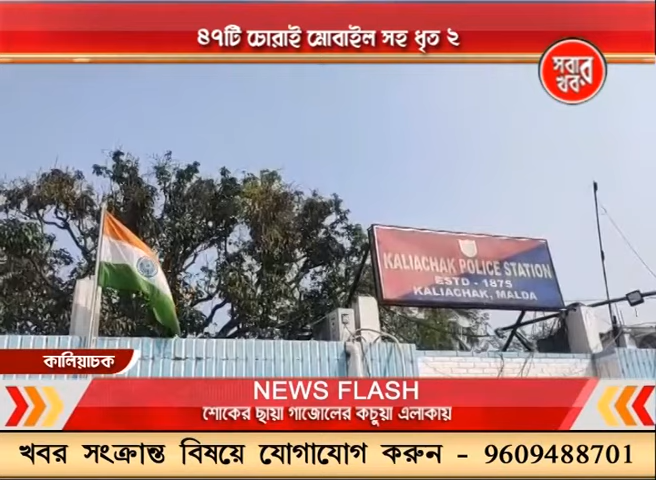 ৪৭টি চোরাই মোবাইল সহ ধৃত ২
সবার
খবর
KALIACHAK POLICE STATION
ESTD - 1875
KALIACHAK, MALDA
কালিয়াচক
NEWS FLASH
শোকের ছায়া গাজোলের কচুয়া এলাকায়
খবর সংক্রান্ত বিষয়ে যোগাযোগ করুন - 9609488701